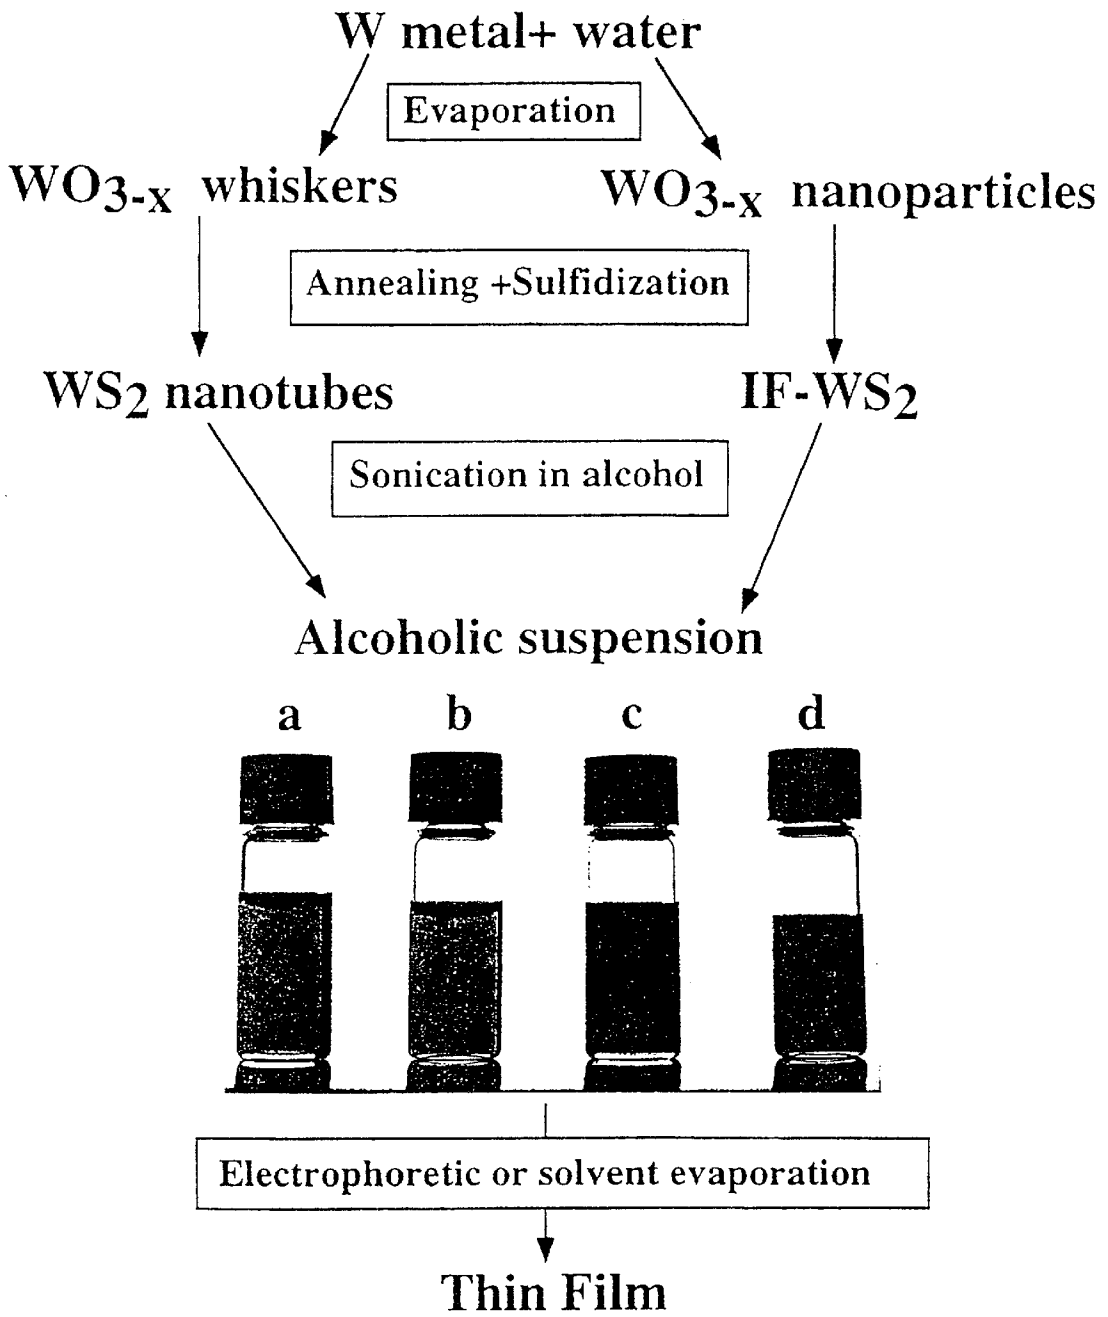 W metal+ water
Evaporation
WO3-x whiskers
WO3-x nanoparticles
Annealing +Sulfidization
WS2 nanotubes
IF-WS2
Sonication in alcohol
Alcoholic suspension
a b c d
Electrophoretic or solvent evaporation
Thin Film